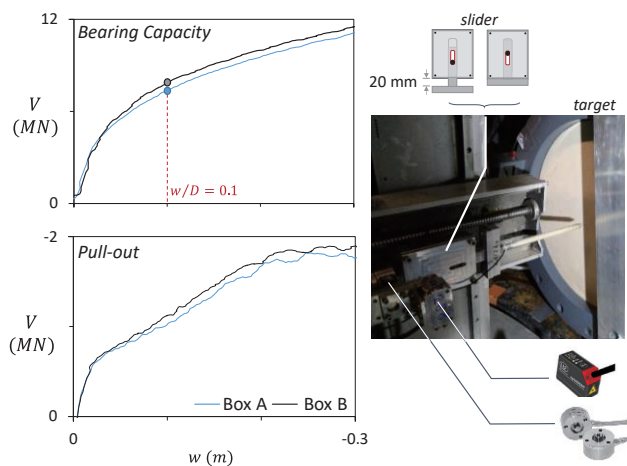 12
Bearing Capacity
V
(MN)
w/D = 0.1
0
-2
Pull-out
V
(MN)
Box A
Box B
0
0
w (m)
-0.3
slider
20 mm
target